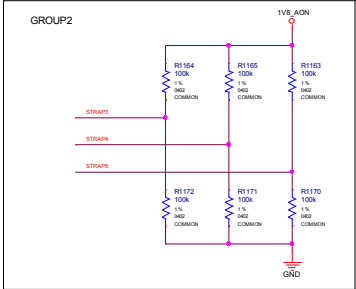 GROUP2
1V8_AON
R1164
100k
1 %
0402
COMMON
R1165
100k
1 %
0402
COMMON
R1163
100k
1 %
0402
COMMON
STRAP3
STRAP4
STRAP5
R1172
100k
1 %
0402
COMMON
R1171
100k
1 %
0402
COMMON
R1170
100k
1 %
0402
COMMON
GND